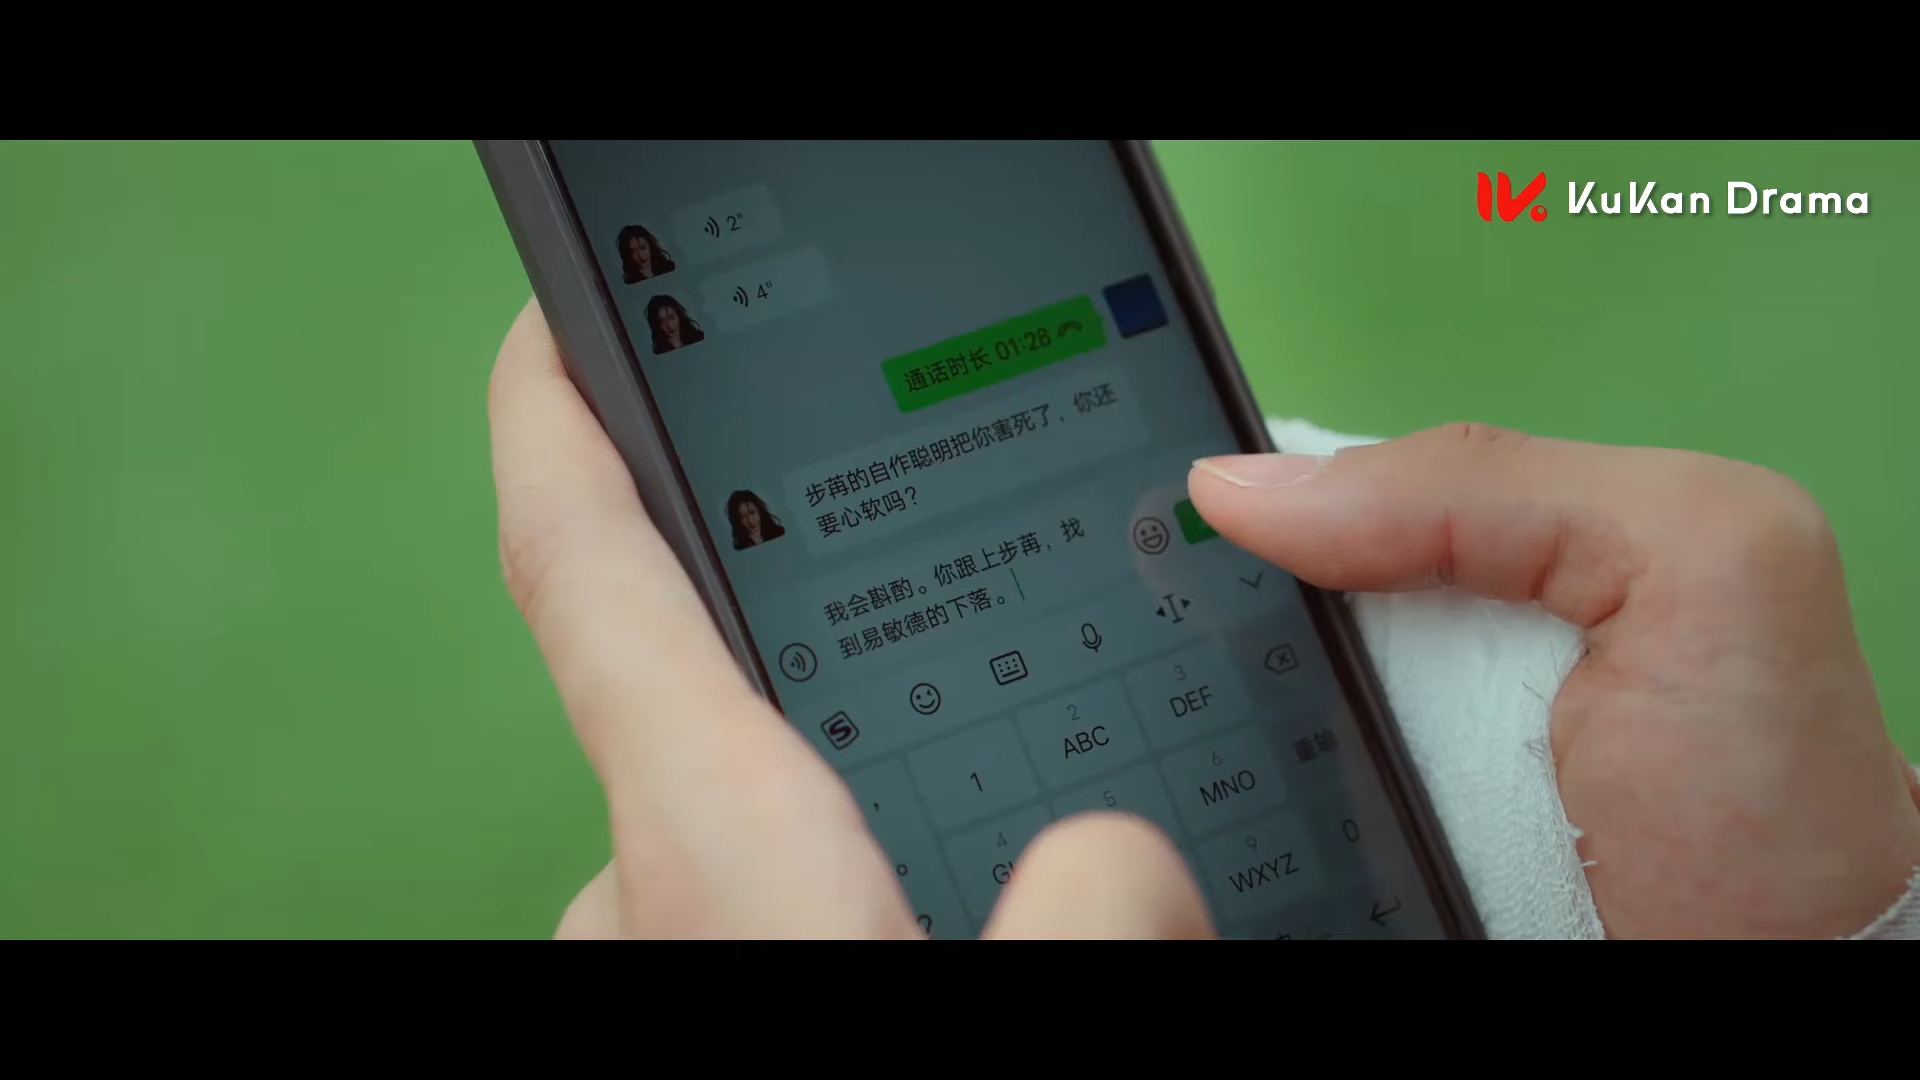 KuKan Drama
2"
4"
通话时长 01:28
步苒的自作聪明把你害死了，你还
要心软吗？
我会斟酌。你跟上步苒，找
到易敏德的下落。
S
3
DEF
2
ABC
1
，
重输
6
MNO
5
4
0
9
WXYZ
。
?